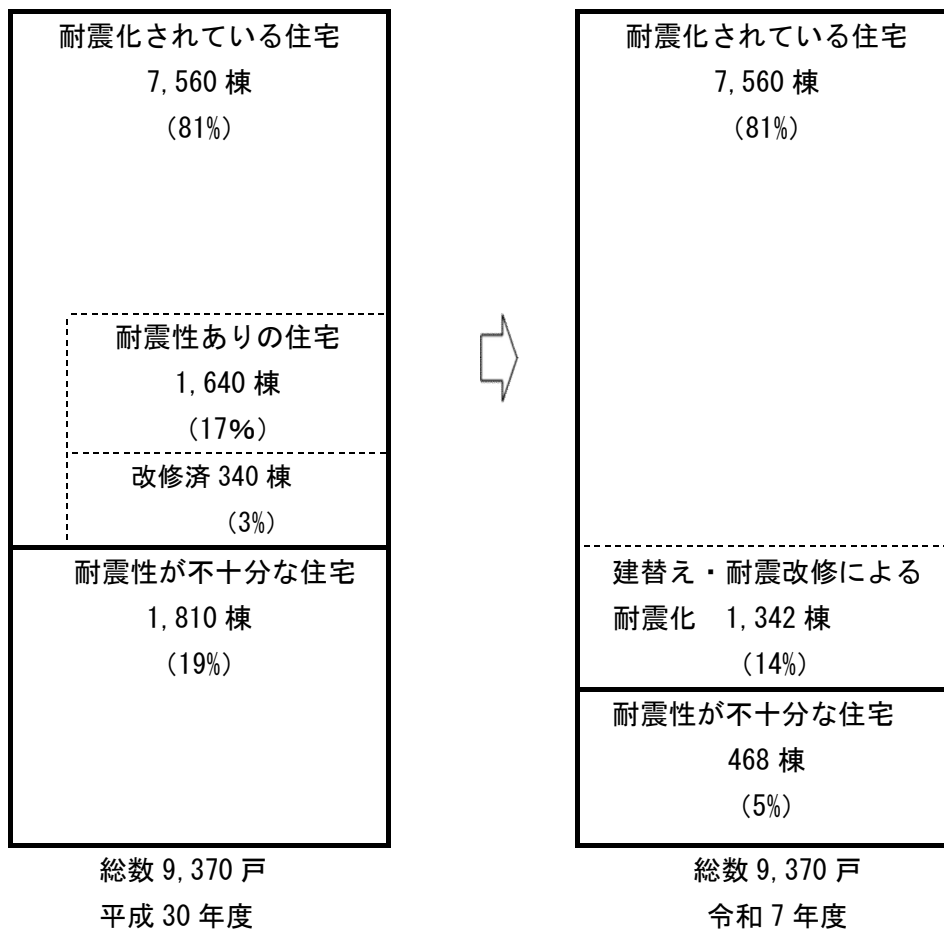 耐震化されている住宅
7,560 棟
(81%)
耐震性ありの住宅
1,640 棟
(17%)
改修済 340 棟
(3%)
耐震性が不十分な住宅
1,810 棟
(19%)
総数 9,370 戸
平成 30 年度
耐震化されている住宅
7,560 棟
(81%)
建替え・耐震改修による
耐震化 1,342 棟
(14%)
耐震性が不十分な住宅
468 棟
(5%)
総数 9,370 戸
令和 7 年度